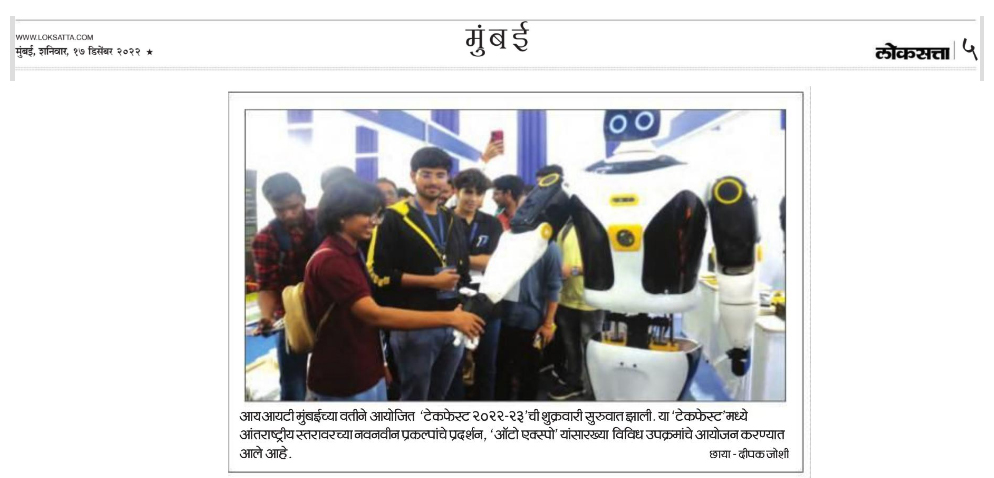 WWW.LOKSATTA.COM
मुंबई, शनिवार, १७ डिसेंबर २०२२ ★
मुंबई
लोकसत्ता ५
आयआयटी मुंबईच्या वतीने आयोजित ‘टेकफेस्ट २०२२-२३’ची शुक्रवारी सुरुवात झाली. या ‘टेकफेस्ट’मध्ये
आंतराष्ट्रीय स्तरावरच्या नवनवीन प्रकल्पांचे प्रदर्शन, ‘ऑटो एक्स्पो’ यांसारख्या विविध उपक्रमांचे आयोजन करण्यात
आले आहे.
छाया - दीपक जोशी